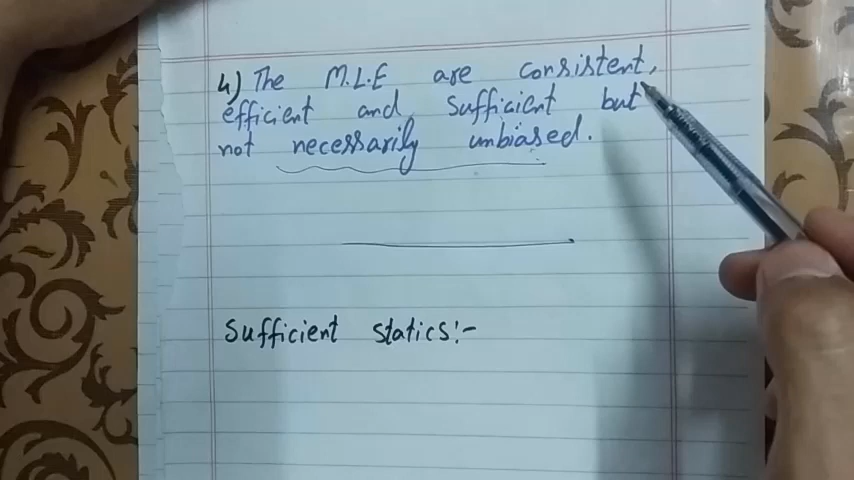 4) The M.L.E are consistent,
efficient and sufficient but
not necessarily unbiased.
Sufficient statics:-